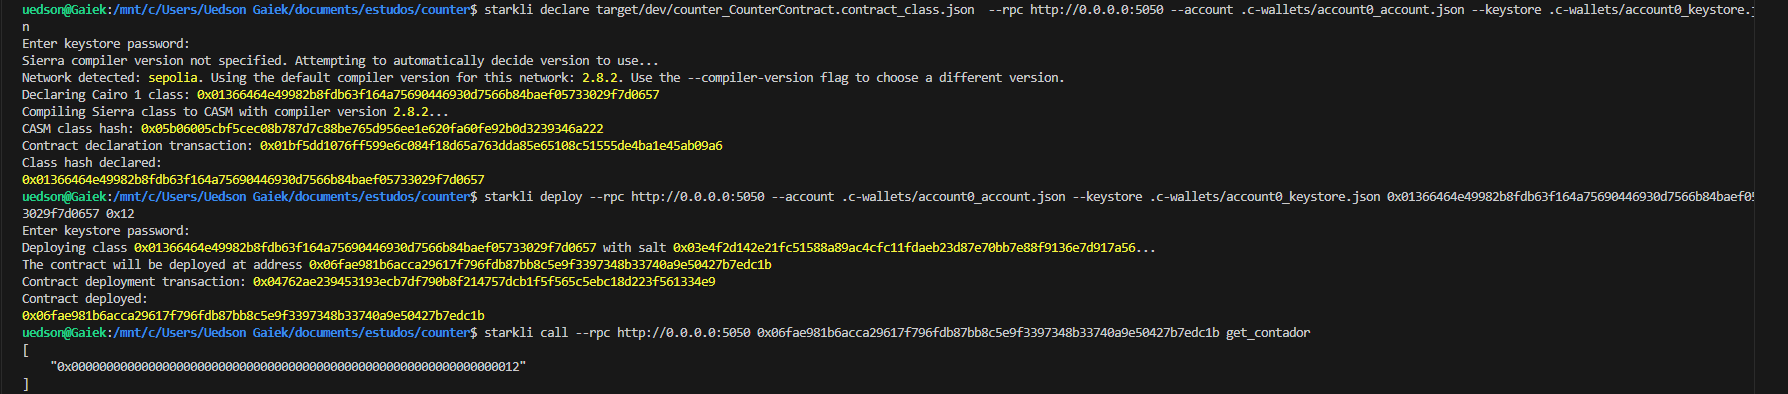 uedson@Gaiek:/mnt/c/Users/Uedson Gaiek/documents/estudos/counter$ starkli declare target/dev/counter_CounterContract.contract_class.json  --rpc http://0.0.0.0:5050 --account .c-wallets/account0_account.json --keystore .c-wallets/account0_keystore.j
n
Enter keystore password:
Sierra compiler version not specified. Attempting to automatically decide version to use...
Network detected: sepolia. Using the default compiler version for this network: 2.8.2. Use the --compiler-version flag to choose a different version.
Declaring Cairo 1 class: 0x01366464e49982b8fdb63f164a75690446930d7566b84baef05733029f7d0657
Compiling Sierra class to CASM with compiler version 2.8.2...
CASM class hash: 0x05b06005cbf5cec08b787d7c88be765d956ee1e620fa60fe92b0d3239346a222
Contract declaration transaction: 0x01bf5dd1076ff599e6c084f18d65a763dda85e65108c51555de4ba1e45ab09a6
Class hash declared:
0x01366464e49982b8fdb63f164a75690446930d7566b84baef05733029f7d0657
uedson@Gaiek:/mnt/c/Users/Uedson Gaiek/documents/estudos/counter$ starkli deploy --rpc http://0.0.0.0:5050 --account .c-wallets/account0_account.json --keystore .c-wallets/account0_keystore.json 0x01366464e49982b8fdb63f164a75690446930d7566b84baef05
3029f7d0657 0x12
Enter keystore password:
Deploying class 0x01366464e49982b8fdb63f164a75690446930d7566b84baef05733029f7d0657 with salt 0x03e4f2d142e21fc51588a89ac4cfc11fdaeb23d87e70bb7e88f9136e7d917a56...
The contract will be deployed at address 0x06fae981b6acca29617f796fdb87bb8c5e9f3397348b33740a9e50427b7edc1b
Contract deployment transaction: 0x04762ae239453193ecb7df790b8f214757dcb1f5f565c5ebc18d223f561334e9
Contract deployed:
0x06fae981b6acca29617f796fdb87bb8c5e9f3397348b33740a9e50427b7edc1b
uedson@Gaiek:/mnt/c/Users/Uedson Gaiek/documents/estudos/counter$ starkli call --rpc http://0.0.0.0:5050 0x06fae981b6acca29617f796fdb87bb8c5e9f3397348b33740a9e50427b7edc1b get_contador
[
    "0x0000000000000000000000000000000000000000000000000000000000000012"
]